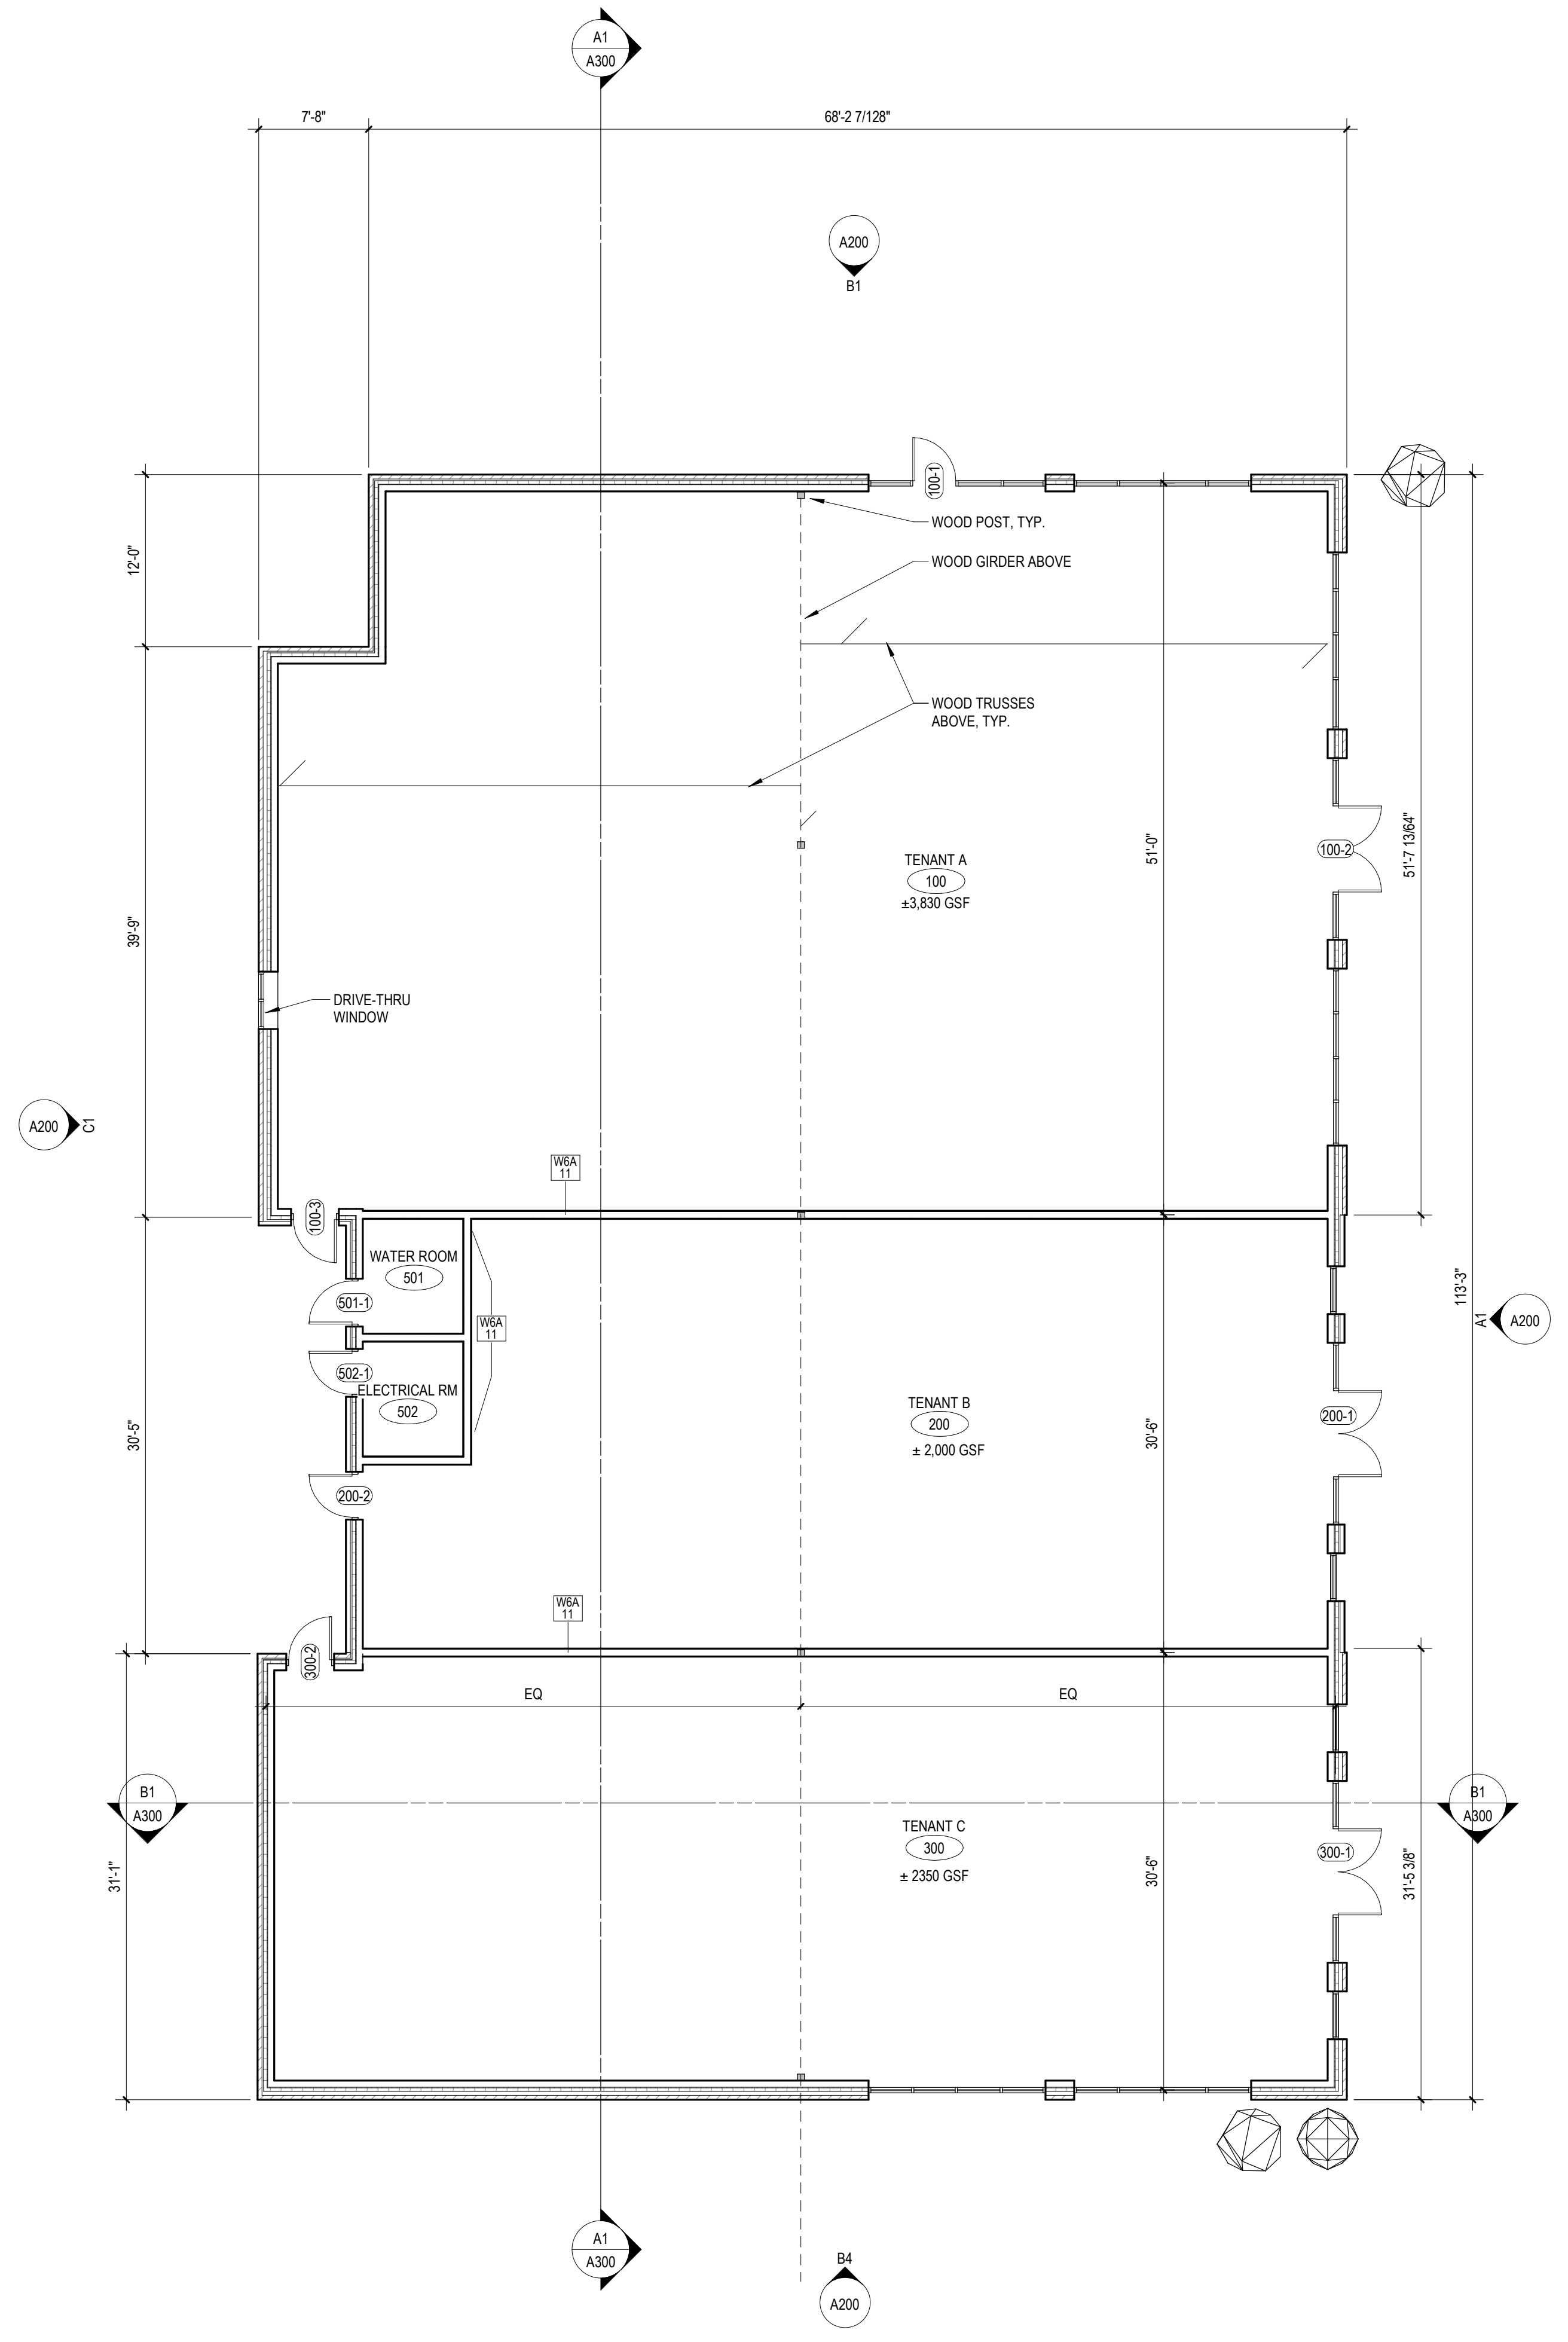 A1
A300
7'-8"
68'-2 7/128"
A200
B1
100-1
WOOD POST, TYP.
WOOD GIRDER ABOVE
12'-0"
WOOD TRUSSES
ABOVE, TYP.
51'-0"
51'-7 13/64"
100-2
TENANT A
100
±3,830 GSF
39'-9"
DRIVE-THRU
WINDOW
A200
C1
W6A
11
100-3
WATER ROOM
501
501-1
W6A
11
113'-3"
A1
A200
502-1
ELECTRICAL RM
502
TENANT B
200
± 2,000 GSF
200-1
30'-5"
30'-6"
200-2
W6A
11
300-2
EQ
EQ
B1
A300
B1
A300
TENANT C
300
± 2350 GSF
300-1
31'-1"
30'-6"
31'-5 3/8"
A1
A300
B4
A200